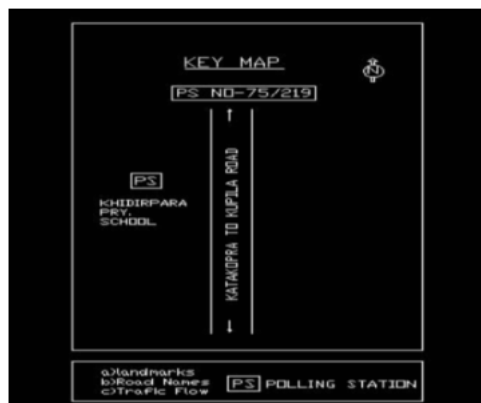 KEY MAP
N
PS NO-75/219
PS
KHIDIRPARA
PRY.
SCHOOL
KATAKOPRA TO KUPILA ROAD
a)landmarks
b)Road Names
c)Trafic Flow
PS POLLING STATION